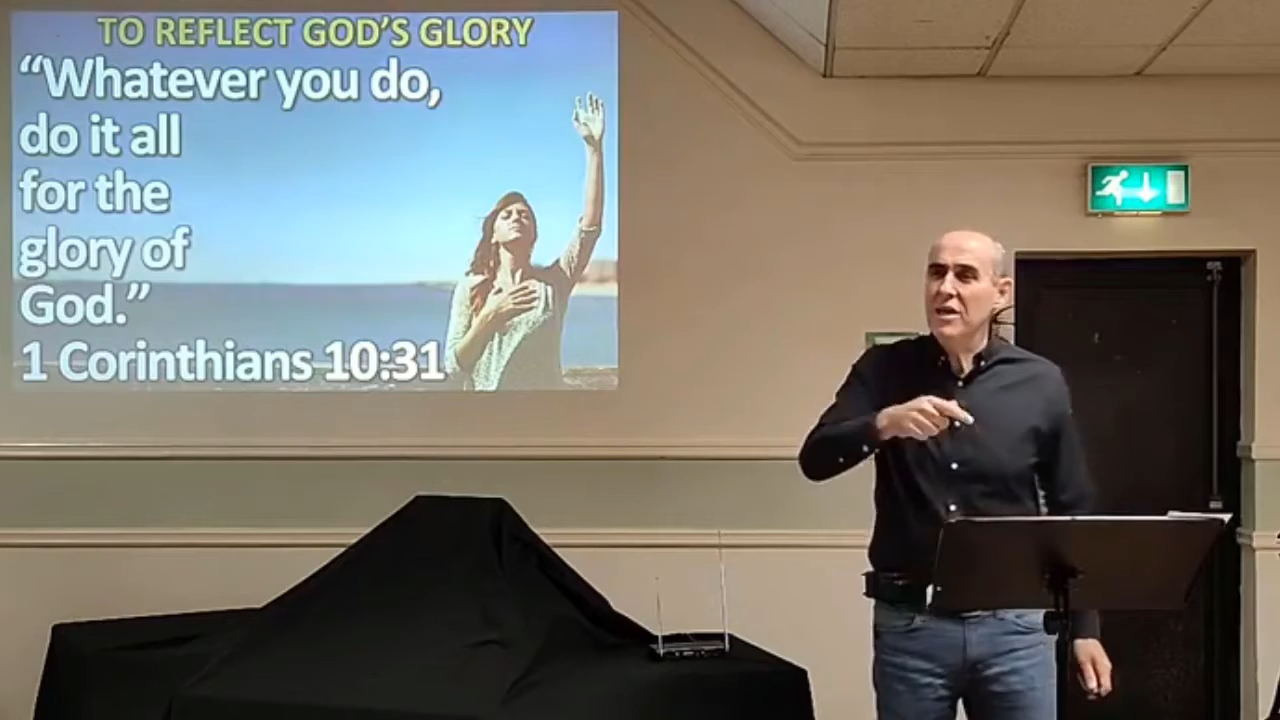 TO REFLECT GOD'S GLORY
“Whatever you do,
do it all
for the
glory of
God.”
1 Corinthians 10:31